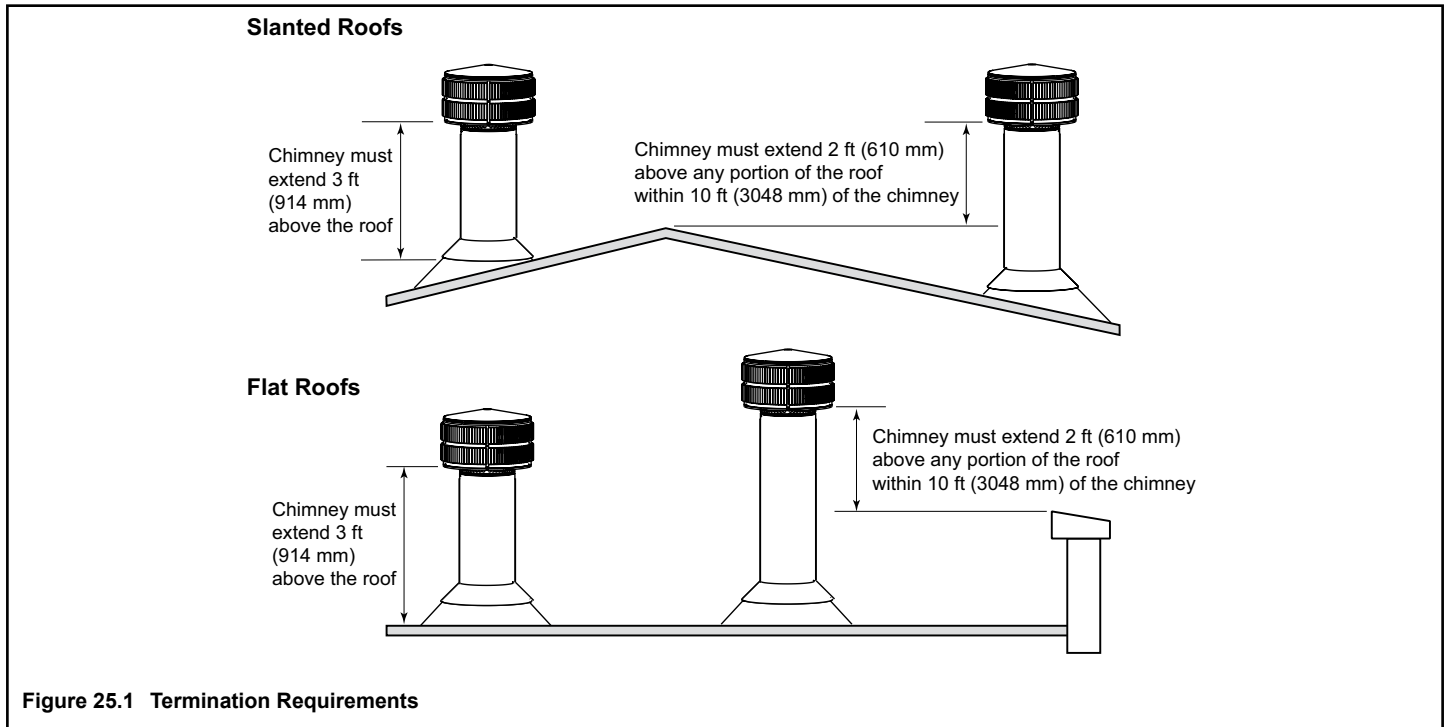 Slanted Roofs
Chimney must
extend 3 ft
(914 mm)
above the roof
Chimney must extend 2 ft (610 mm)
above any portion of the roof
within 10 ft (3048 mm) of the chimney
Flat Roofs
Chimney must
extend 3 ft
(914 mm)
above the roof
Chimney must extend 2 ft (610 mm)
above any portion of the roof
within 10 ft (3048 mm) of the chimney
Figure 25.1 Termination Requirements